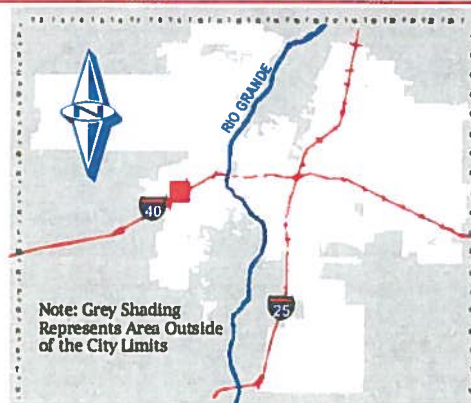 N
RIO GRANDE
40
25
Note: Grey Shading
Represents Area Outside
of the City Limits